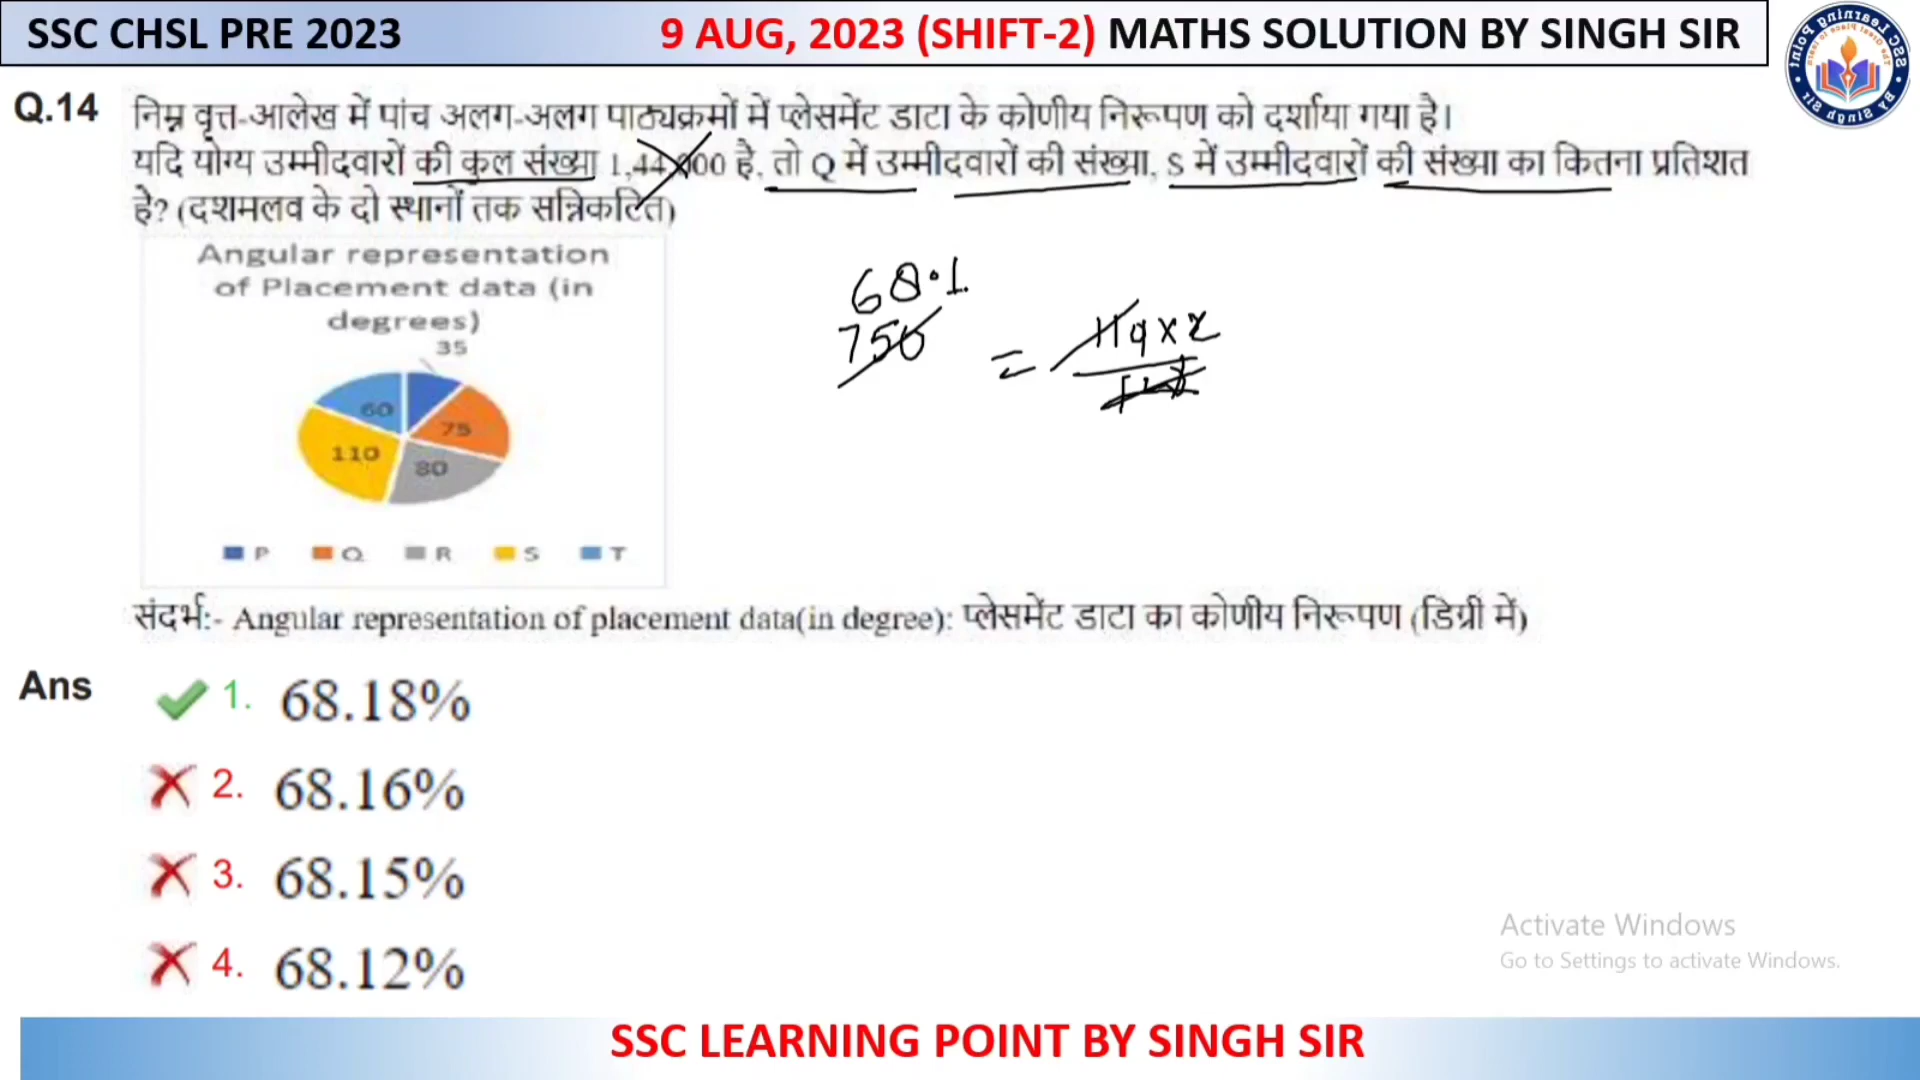 SSC CHSL PRE 2023
9 AUG, 2023 (SHIFT-2) MATHS SOLUTION BY SINGH SIR
Q.14 निम्न वृत्त-आलेख में पांच अलग-अलग पाठ्यक्रमों में प्लेसमेंट डाटा के कोणीय निरूपण को दर्शाया गया है।
यदि योग्य उम्मीदवारों की कुल संख्या 1,44,000 है, तो Q में उम्मीदवारों की संख्या, S में उम्मीदवारों की संख्या का कितना प्रतिशत
है? (दशमलव के दो स्थानों तक सन्निकटित)
Angular representation
of Placement data (in
degrees)
35
60
75
110
80
P Q R S T
68.1
750
=
संदर्भ:- Angular representation of placement data(in degree): प्लेसमेंट डाटा का कोणीय निरूपण (डिग्री में)
Ans 1. 68.18%
2. 68.16%
3. 68.15%
4. 68.12%
Activate Windows
Go to Settings to activate Windows.
SSC LEARNING POINT BY SINGH SIR